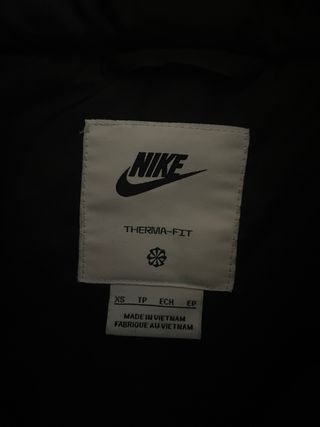 NIKE
THERMA-FIT
XS TP ECH EP
MADE IN VIETNAM
FABRIQUE AU VIETNAM